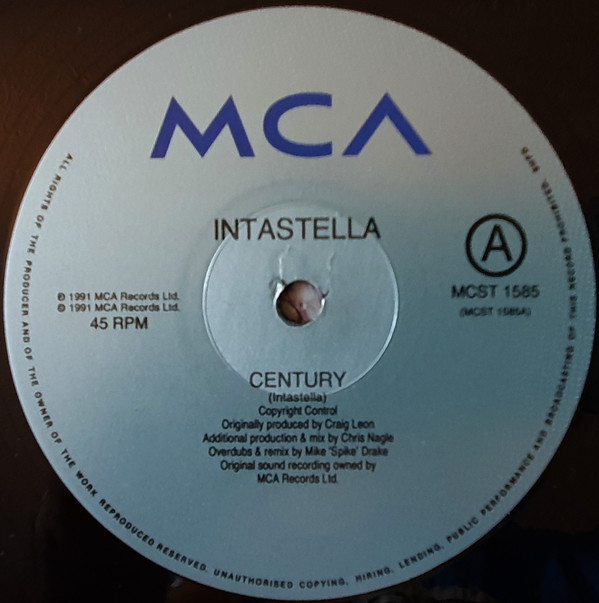 MCA
INTASTELLA
A
MCST 1585
(MCST 1585A)
℗ 1991 MCA Records Ltd.
© 1991 MCA Records Ltd.
45 RPM
CENTURY
(Intastella)
Copyright Control
Originally produced by Craig Leon
Additional production & mix by Chris Nagle
Overdubs & remix by Mike 'Spike' Drake
Original sound recording owned by
MCA Records Ltd.
ALL RIGHTS OF THE PRODUCER AND OF THE OWNER OF THE WORK REPRODUCED RESERVED. UNAUTHORISED COPYING, HIRING, LENDING, PUBLIC PERFORMANCE AND BROADCASTING OF THIS RECORD PROHIBITED.